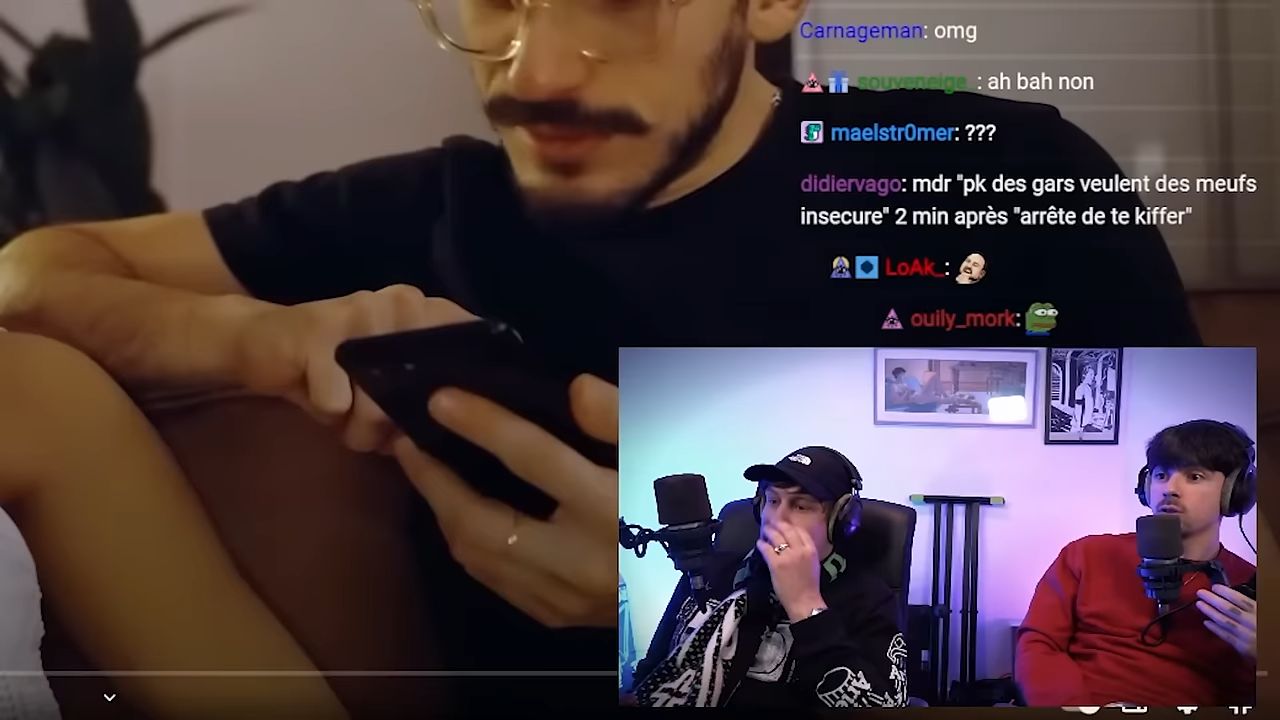 Carnageman: omg
souveneige_: ah bah non
maelstr0mer: ???
didiervago: mdr "pk des gars veulent des meufs
insecure" 2 min après "arrête de te kiffer"
LoAk_:
ouily_mork: